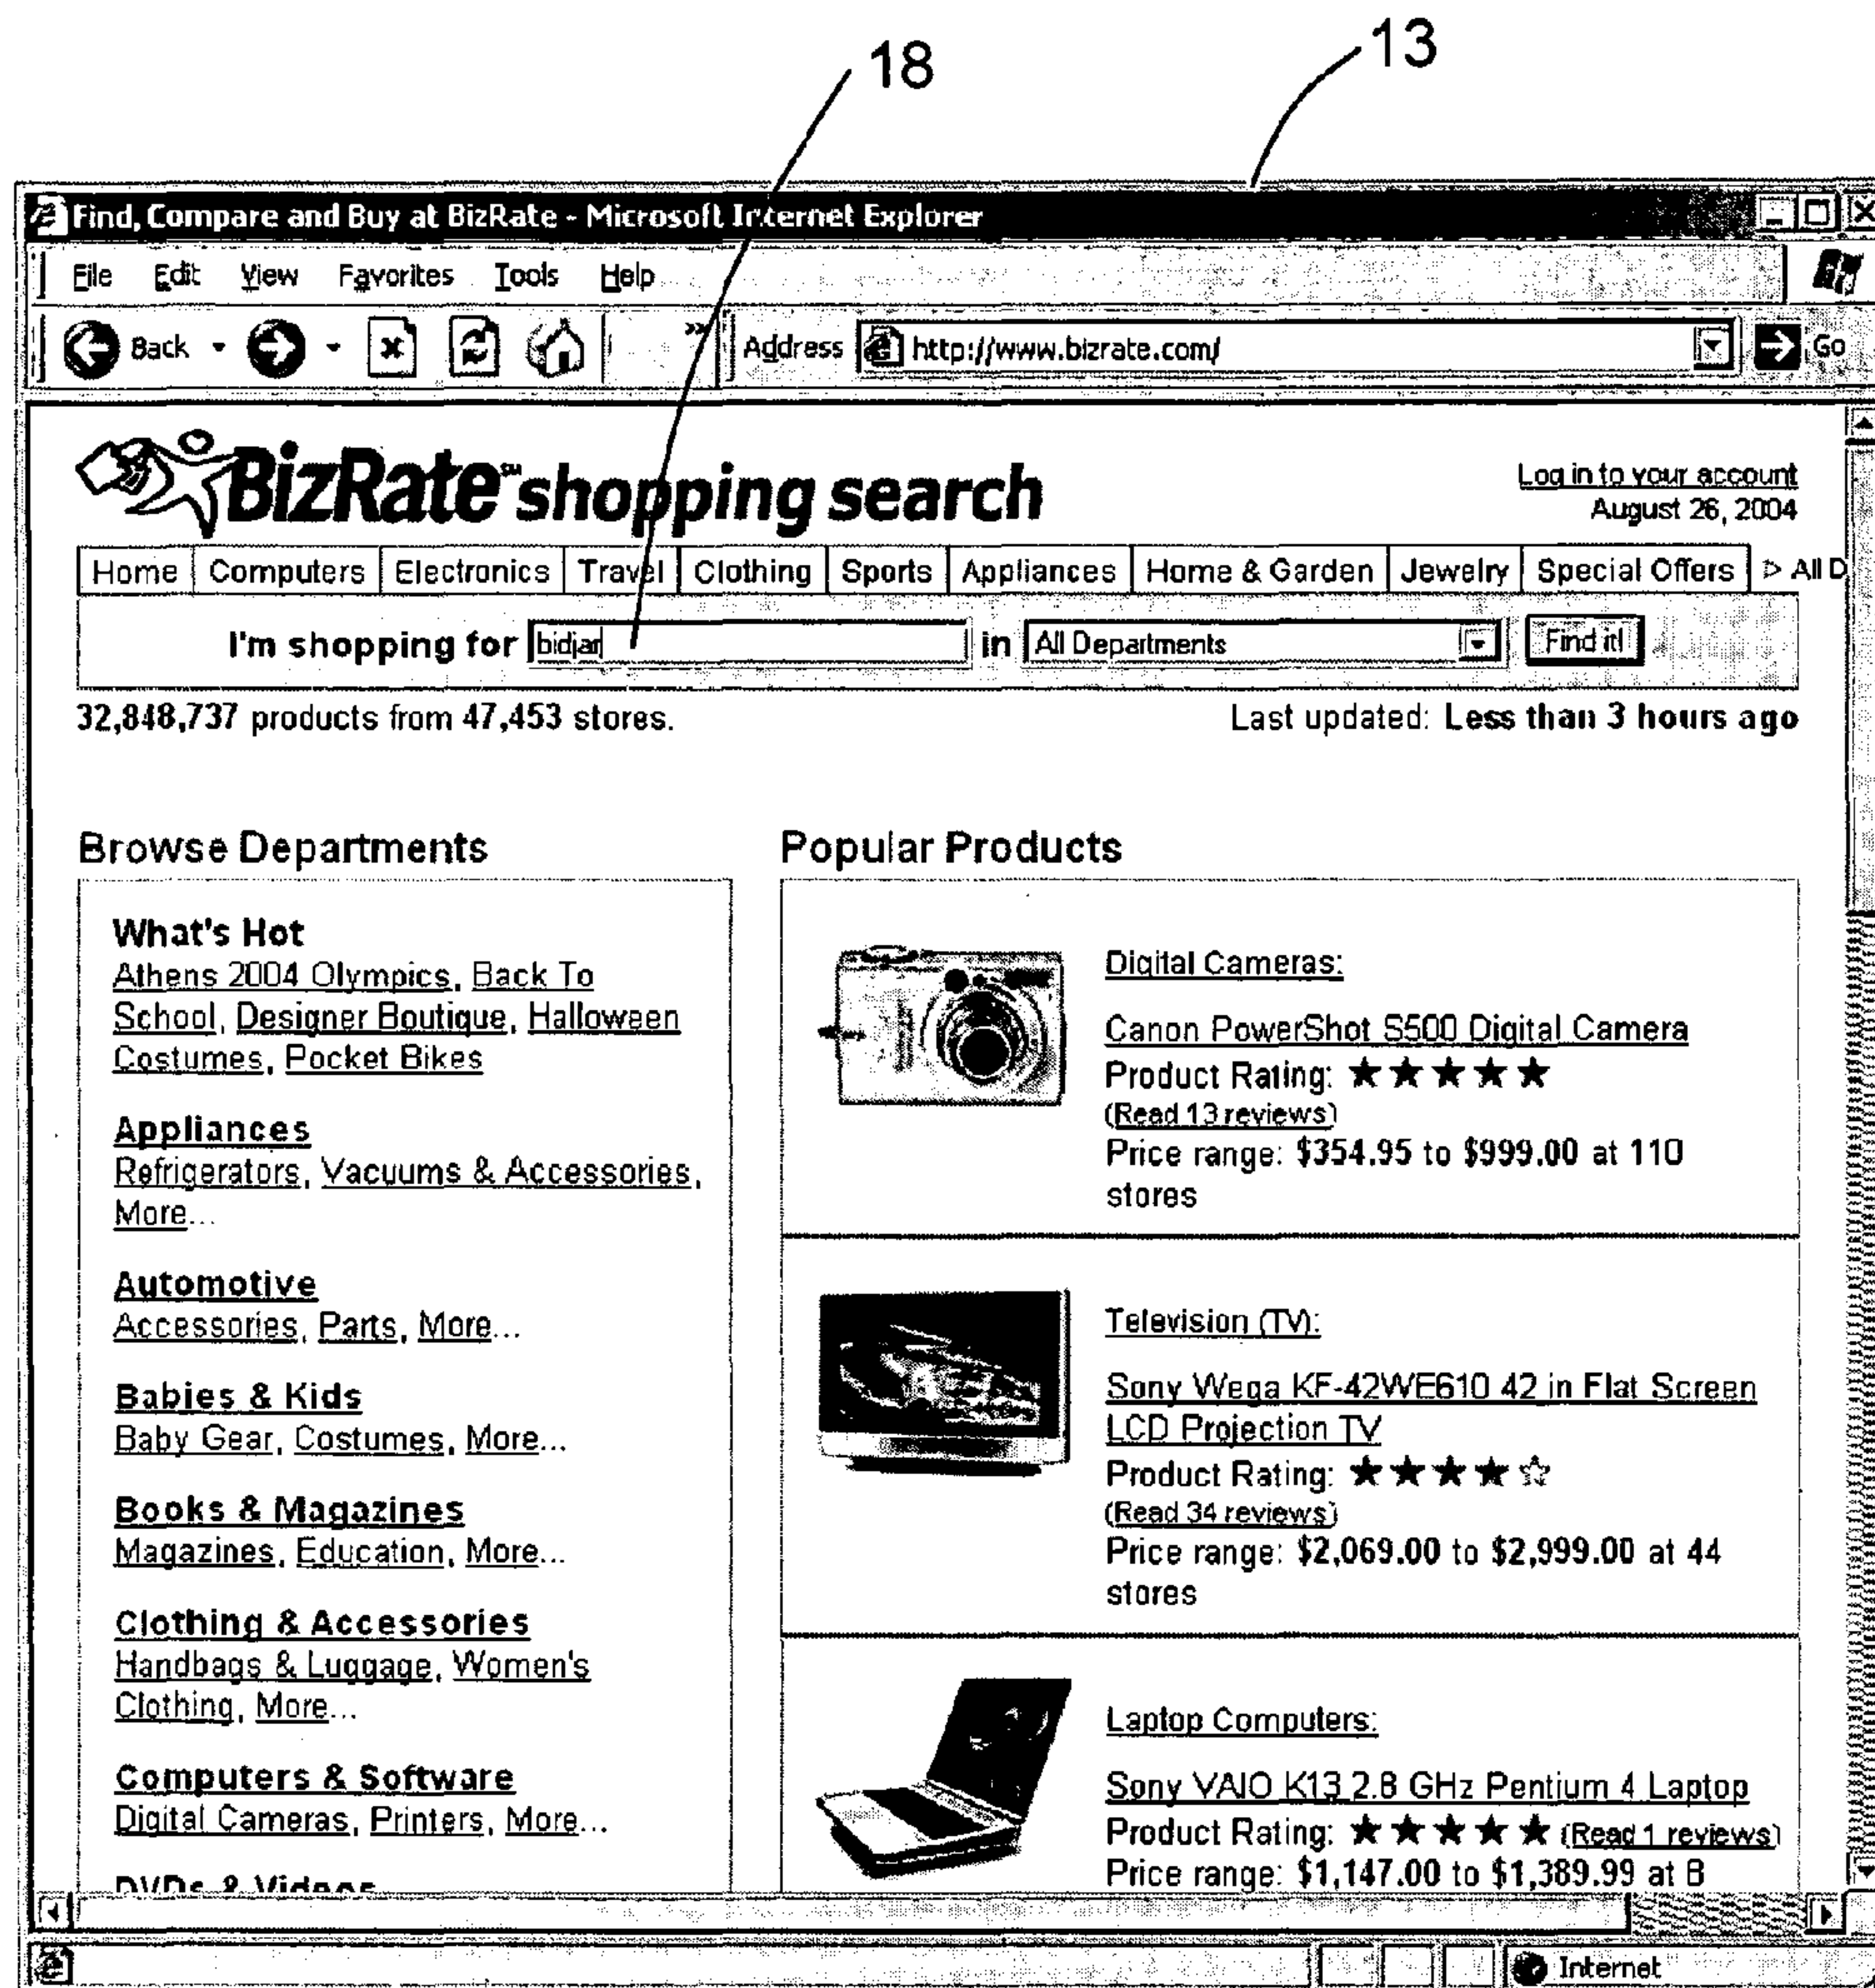 18
13
Find, Compare and Buy at BizRate - Microsoft Internet Explorer
File Edit View Favorites Tools Help
Back » Address http://www.bizrate.com/ Go
BizRate℠ shopping search
Log in to your account
August 26, 2004
Home Computers Electronics Travel Clothing Sports Appliances Home & Garden Jewelry Special Offers ▷ All D
I'm shopping for bidjar in All Departments Find it!
32,848,737 products from 47,453 stores.
Last updated: Less than 3 hours ago
Browse Departments
What's Hot
Athens 2004 Olympics, Back To
School, Designer Boutique, Halloween
Costumes, Pocket Bikes
Appliances
Refrigerators, Vacuums & Accessories,
More...
Automotive
Accessories, Parts, More...
Babies & Kids
Baby Gear, Costumes, More...
Books & Magazines
Magazines, Education, More...
Clothing & Accessories
Handbags & Luggage, Women's
Clothing, More...
Computers & Software
Digital Cameras, Printers, More...
DVDs & Videos
Popular Products
Digital Cameras:
Canon PowerShot S500 Digital Camera
Product Rating: ★★★★★
(Read 13 reviews)
Price range: $354.95 to $999.00 at 110
stores
Television (TV):
Sony Wega KF-42WE610 42 in Flat Screen
LCD Projection TV
Product Rating: ★★★★☆
(Read 34 reviews)
Price range: $2,069.00 to $2,999.00 at 44
stores
Laptop Computers:
Sony VAIO K13 2.8 GHz Pentium 4 Laptop
Product Rating: ★★★★★ (Read 1 reviews)
Price range: $1,147.00 to $1,389.99 at 8
Internet